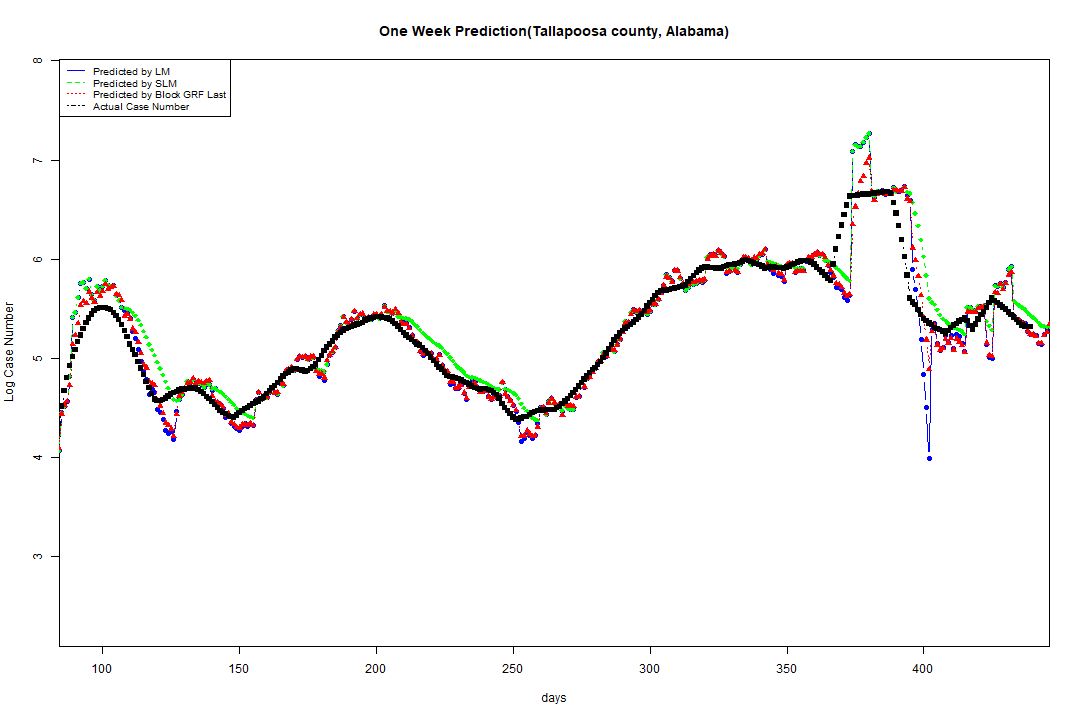 One Week Prediction(Tallapoosa county, Alabama)
Predicted by LM
Predicted by SLM
Predicted by Block GRF Last
Actual Case Number
8
7
6
5
4
3
Log Case Number
100 150 200 250 300 350 400
days